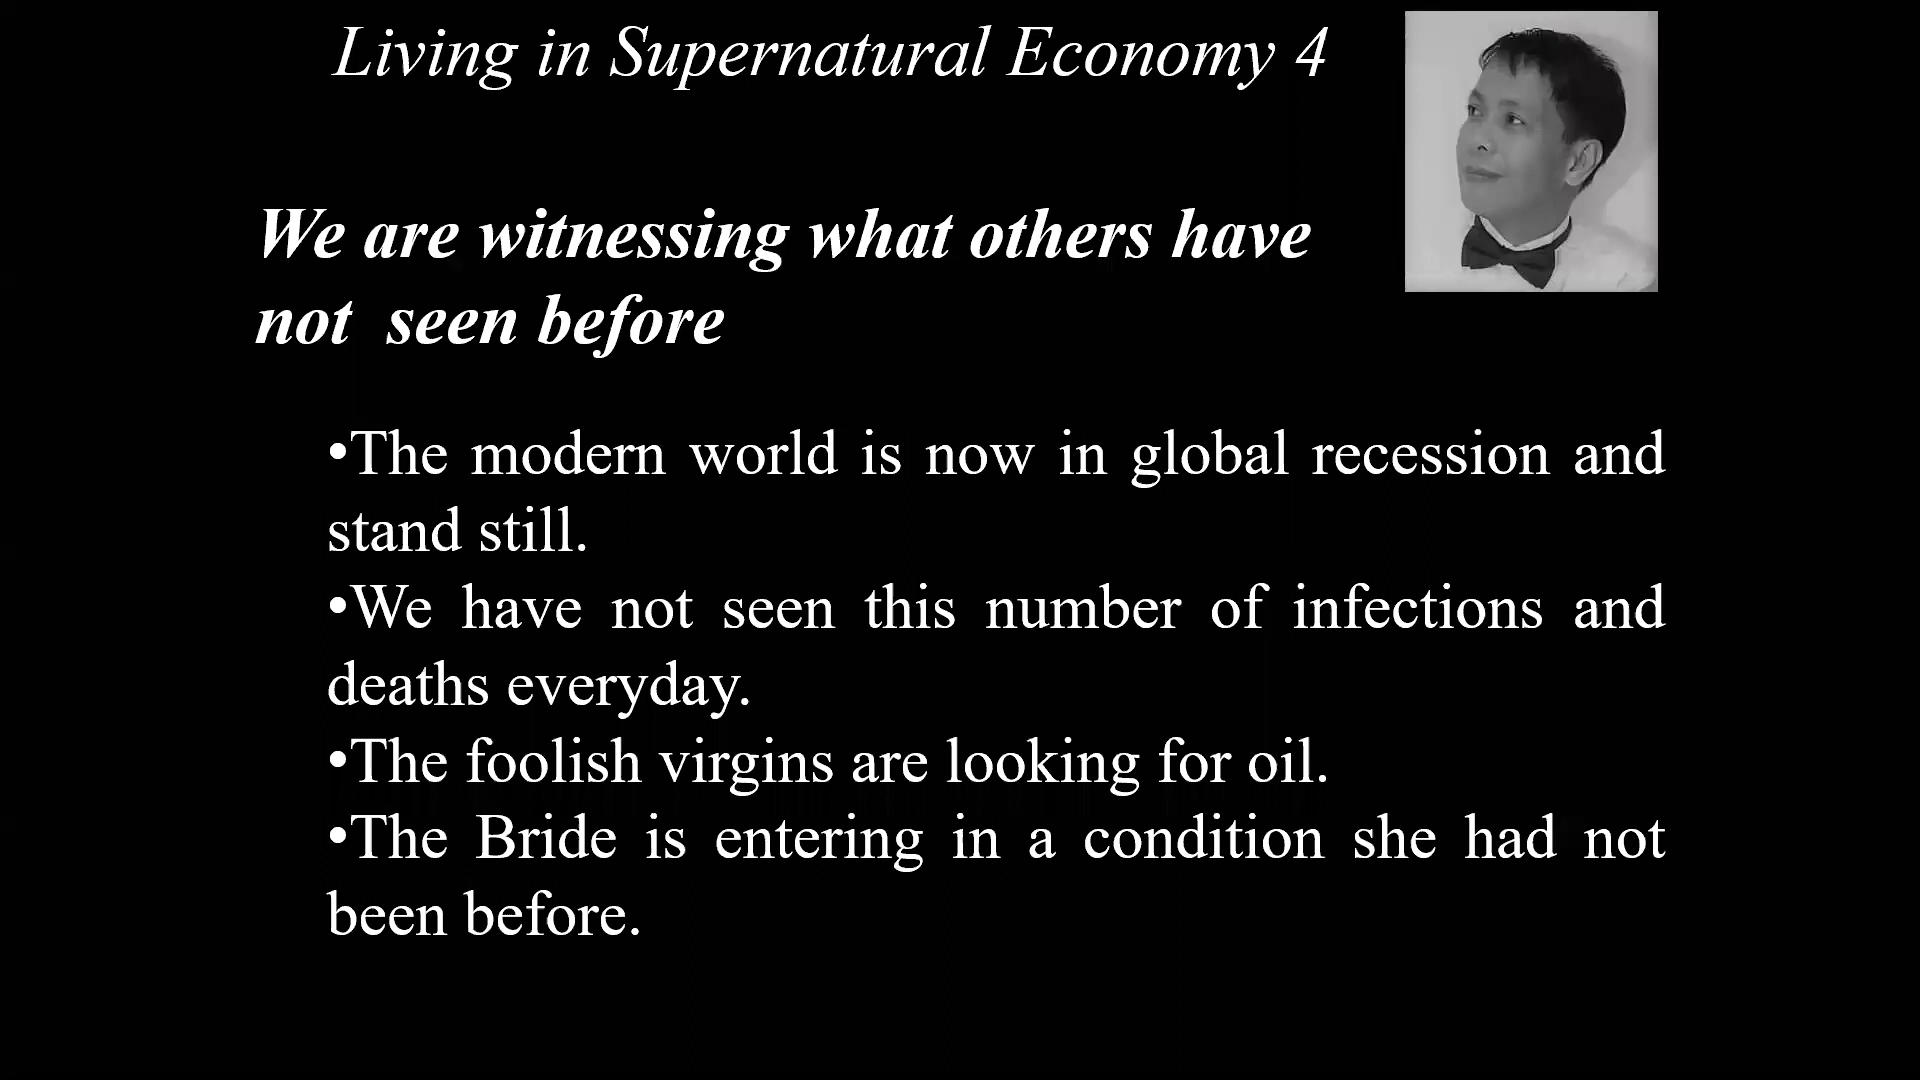 Living in Supernatural Economy 4
We are witnessing what others have
not  seen before
•The modern world is now in global recession and
stand still.
•We have not seen this number of infections and
deaths everyday.
•The foolish virgins are looking for oil.
•The Bride is entering in a condition she had not
been before.